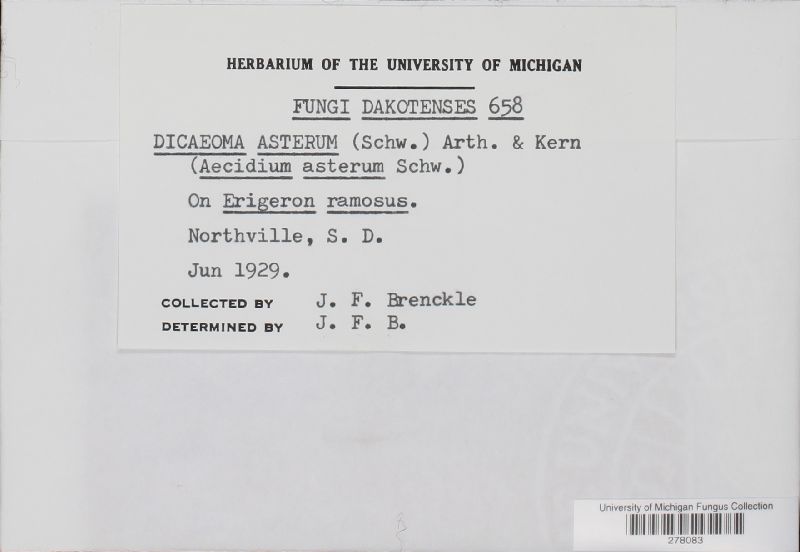 HERBARIUM OF THE UNIVERSITY OF MICHIGAN
FUNGI DAKOTENSES 658
DICAEOMA ASTERUM (Schw.) Arth. & Kern
(Aecidium asterum Schw.)
On Erigeron ramosus.
Northville, S. D.
Jun 1929.
COLLECTED BY J. F. Brenckle
DETERMINED BY J. F. B.
University of Michigan Fungus Collection
278083